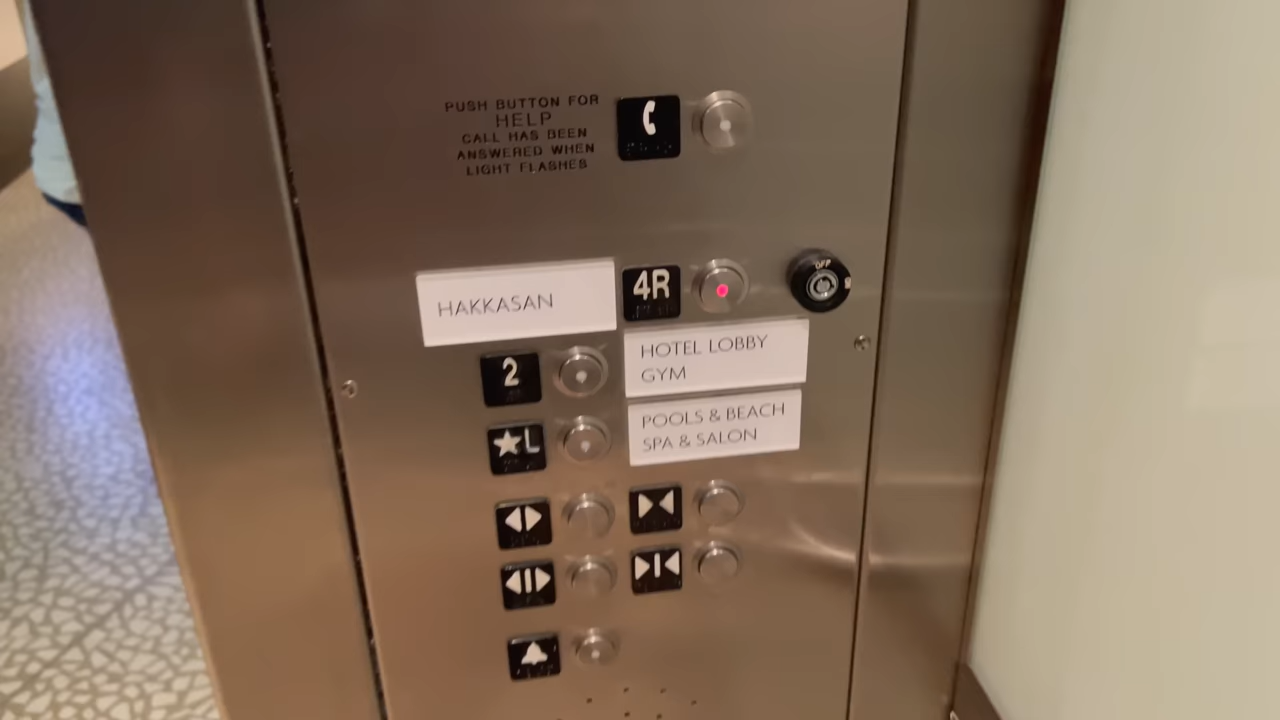 PUSH BUTTON FOR
HELP
CALL HAS BEEN
ANSWERED WHEN
LIGHT FLASHES
HAKKASAN
4R
OFF
2
HOTEL LOBBY
GYM
★L
POOLS & BEACH
SPA & SALON